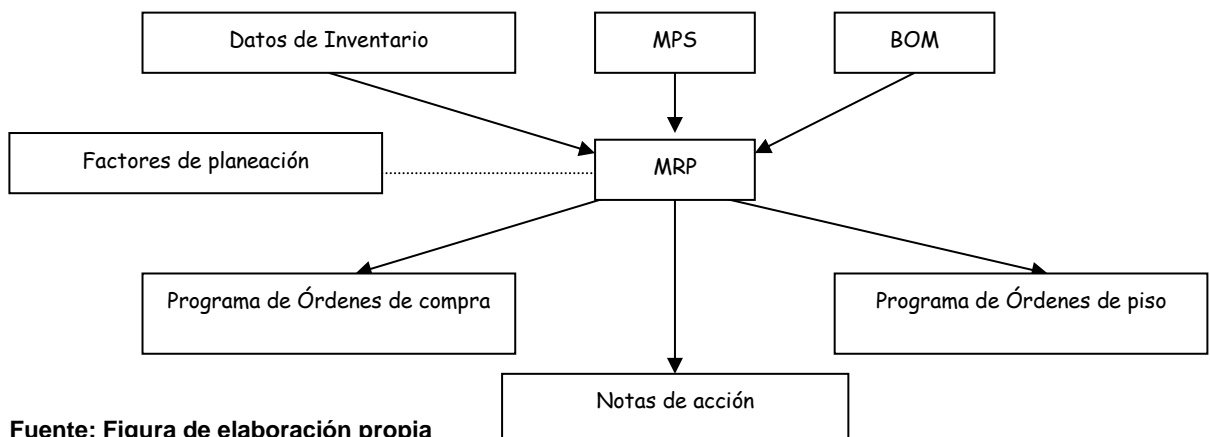 Datos de Inventario
MPS
BOM
Factores de planeación
MRP
Programa de Órdenes de compra
Programa de Órdenes de piso
Notas de acción
Fuente: Figura de elaboración propia